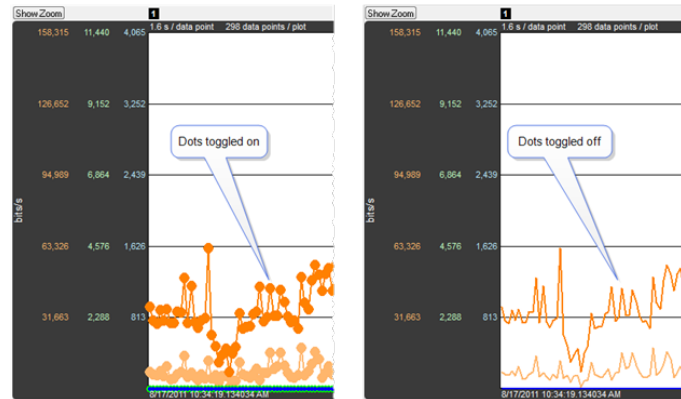 Show Zoom
1
1.6 s / data point 298 data points / plot
158,315 11,440 4,065
126,652 9,152 3,252
Dots toggled on
94,989 6,864 2,439
bits/s
63,326 4,576 1,626
31,663 2,288 813
8/17/2011 10:34:19.134034 AM
Show Zoom
1
1.6 s / data point 298 data points / plot
158,315 11,440 4,065
126,652 9,152 3,252
Dots toggled off
94,989 6,864 2,439
bits/s
63,326 4,576 1,626
31,663 2,288 813
8/17/2011 10:34:19.134034 AM